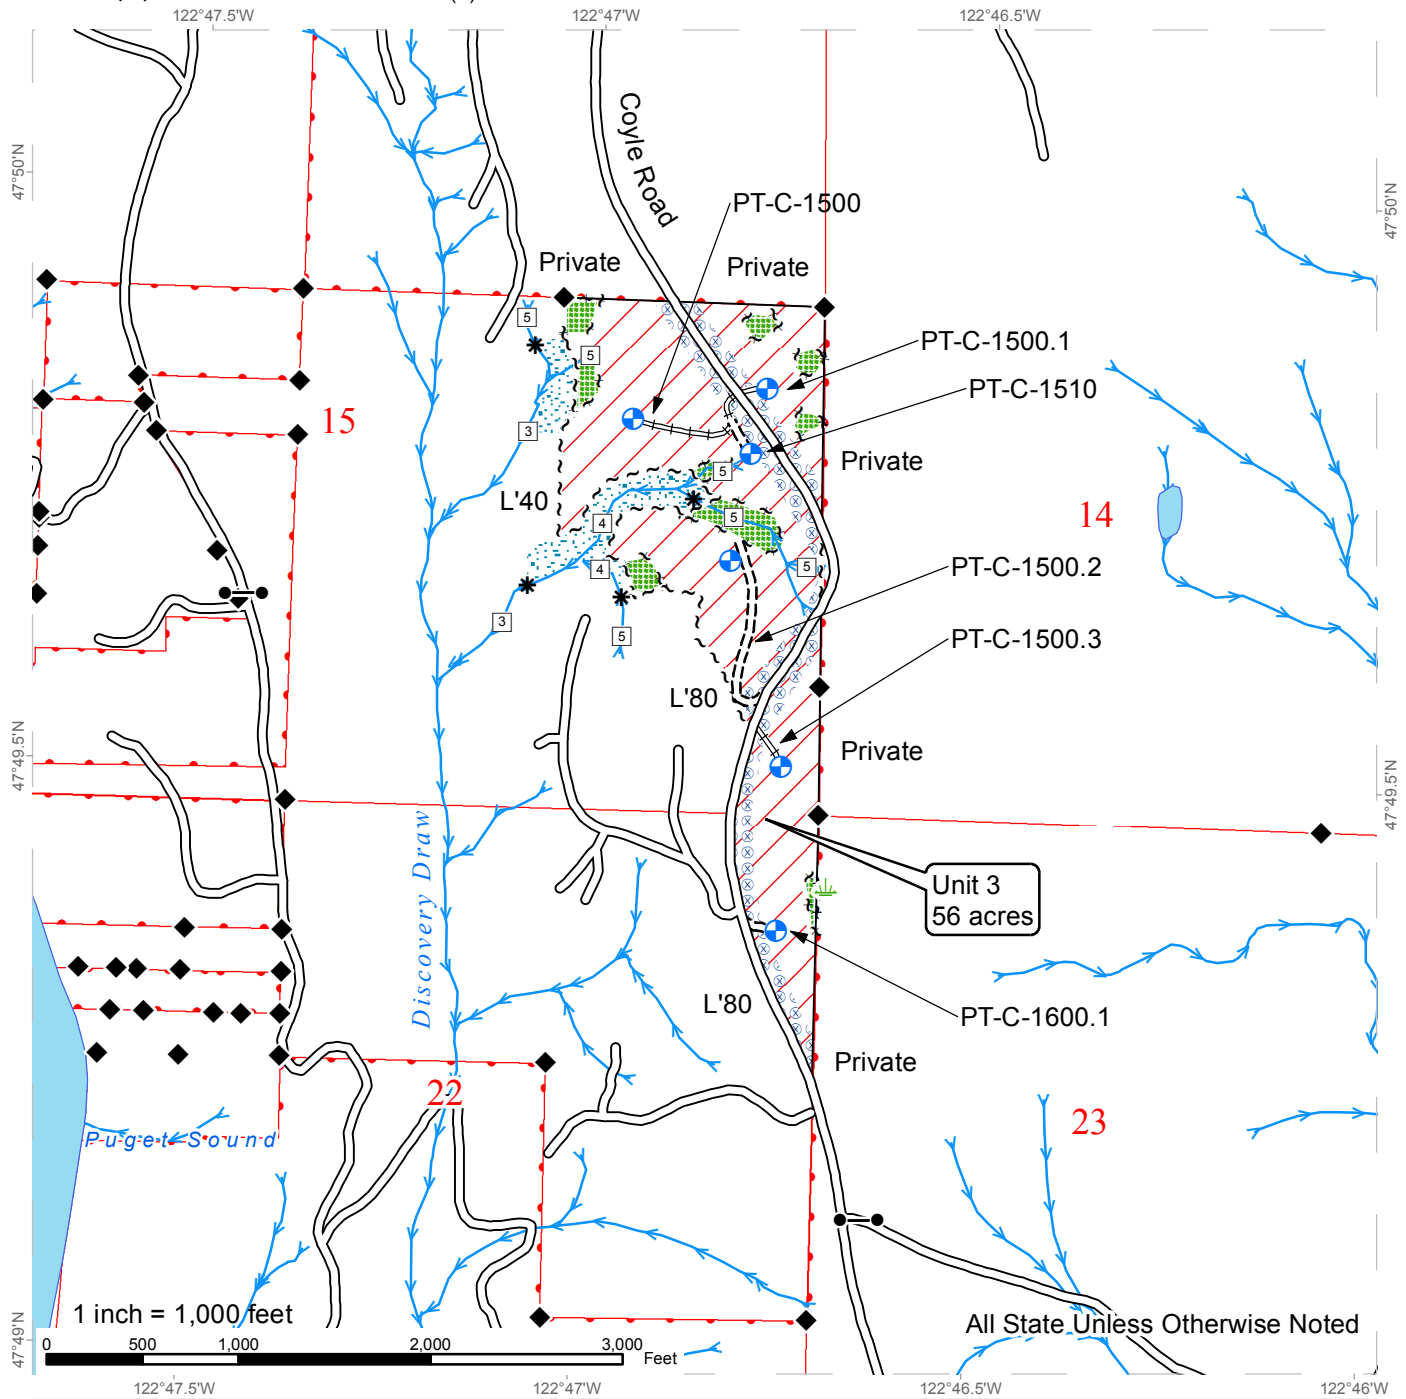 122°47.5'W
122°47'W
122°46.5'W
47°50'N
47°50'N
Coyle Road
PT-C-1500
Private
Private
5
PT-C-1500.1
5
PT-C-1510
15
3
Private
5
L'40
14
5
4
5
4
PT-C-1500.2
3
5
PT-C-1500.3
L'80
Private
47°49.5'N
47°49.5'N
Discovery Draw
Unit 3
56 acres
L'80
PT-C-1600.1
Private
22
23
Puget Sound
1 inch = 1,000 feet
All State Unless Otherwise Noted
0 500 1,000 2,000 3,000
Feet
47°49'N
122°47.5'W
122°47'W
122°46.5'W
122°46'W